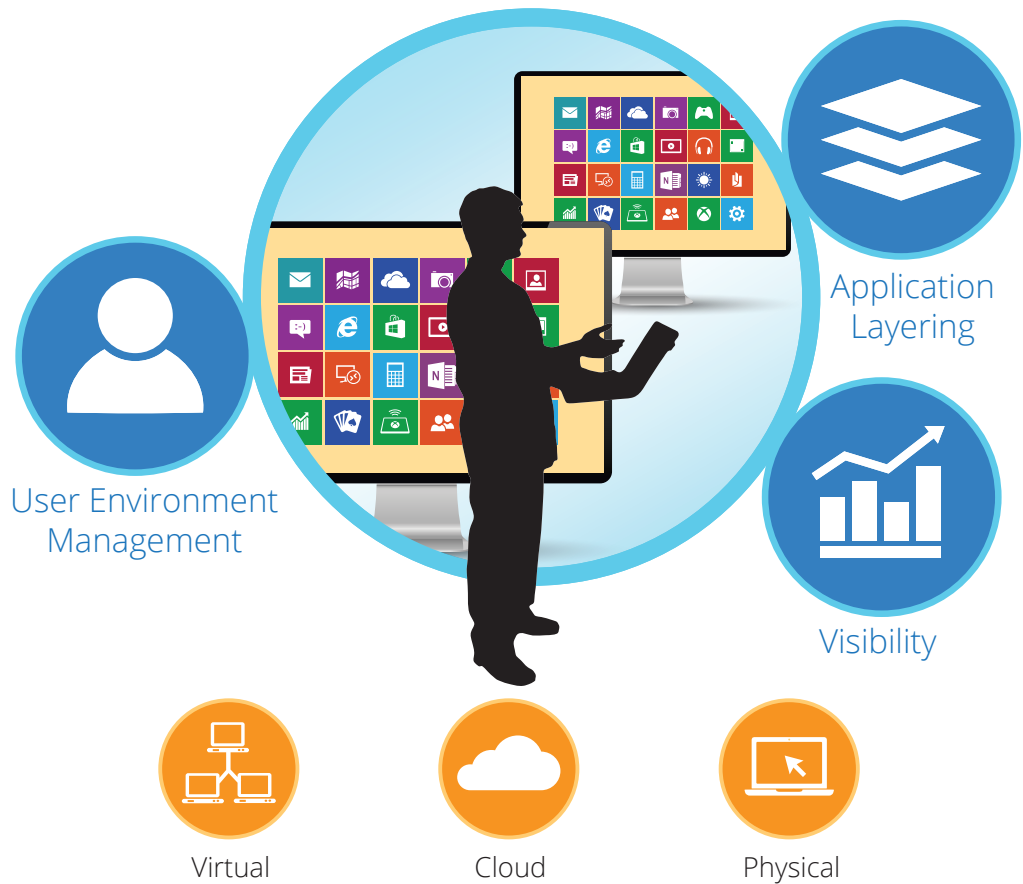 Application
Layering
User Environment
Management
Visibility
Virtual
Cloud
Physical